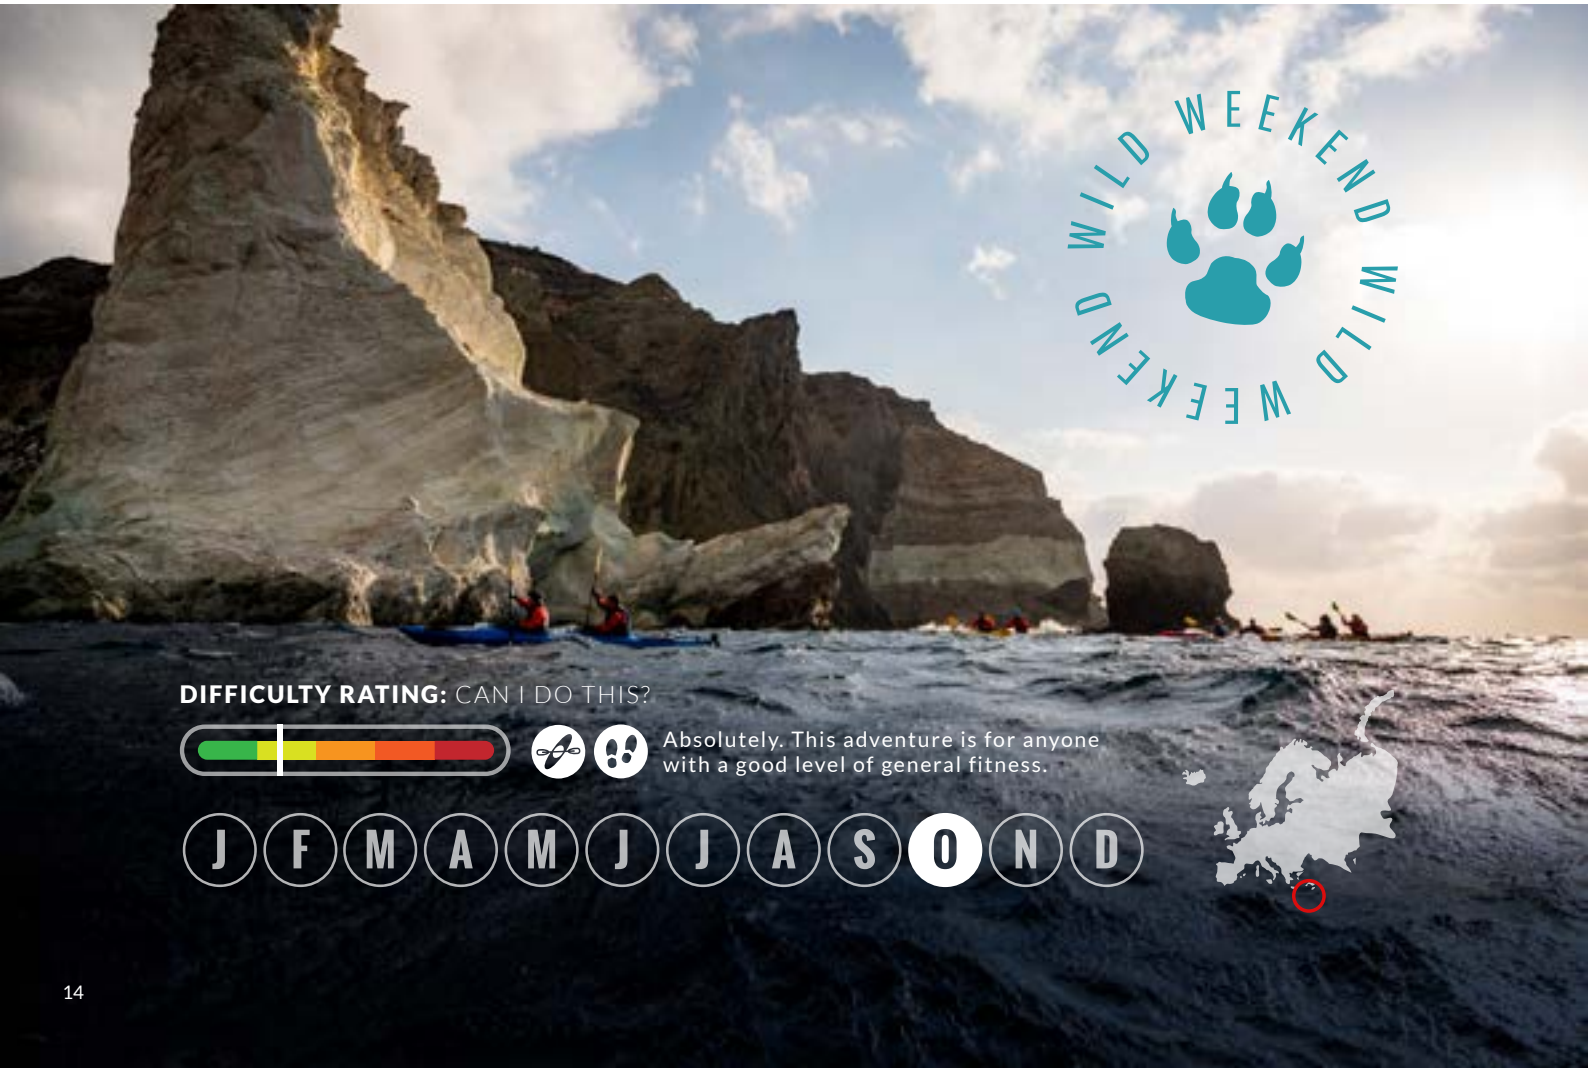 WILD WEEKEND WILD WEEKEND
DIFFICULTY RATING: CAN I DO THIS?
Absolutely. This adventure is for anyone
with a good level of general fitness.
J F M A M J J A S O N D
14